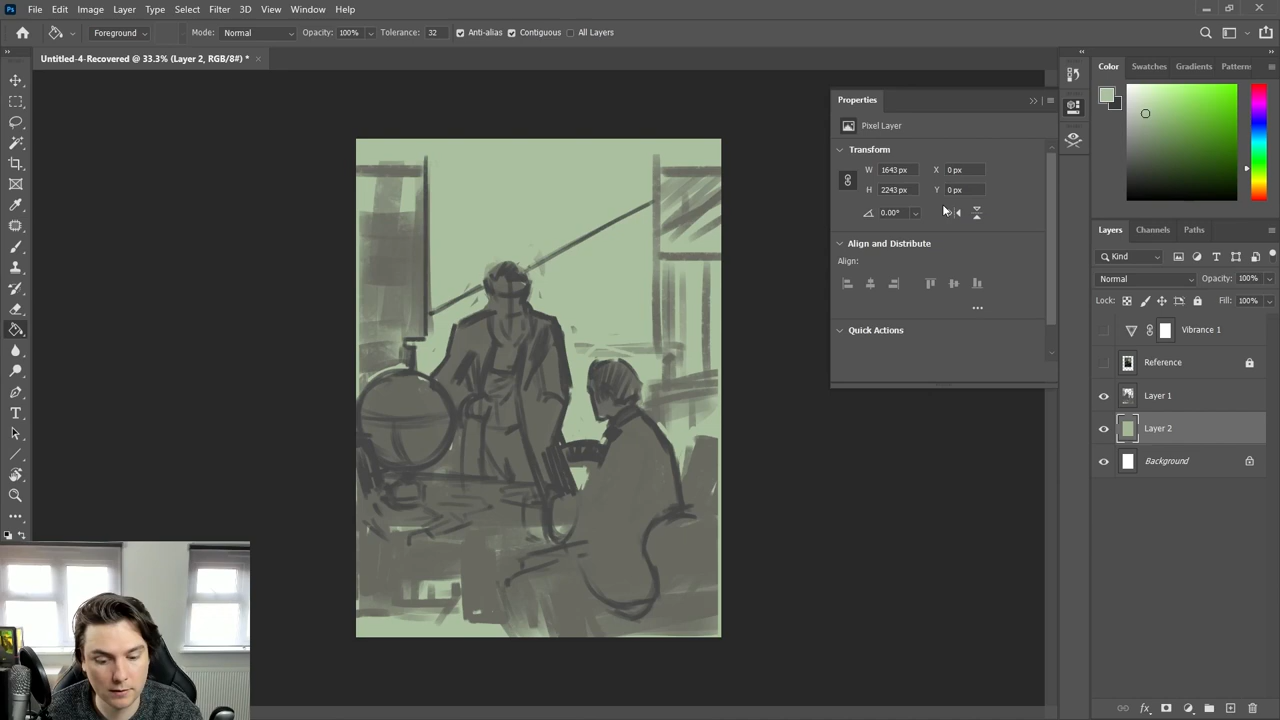 Ps File Edit Image Layer Type Select Filter 3D View Window Help
Foreground Mode: Normal Opacity: 100% Tolerance: 32 Anti-alias Contiguous All Layers
Untitled-4-Recovered @ 33.3% (Layer 2, RGB/8#) *
Properties
Pixel Layer
Transform
W 1643 px X 0 px
H 2243 px Y 0 px
0.00°
Align and Distribute
Align:
Quick Actions
Color Swatches Gradients Patterns
Layers Channels Paths
Kind
Normal Opacity: 100%
Lock: Fill: 100%
Vibrance 1
Reference
Layer 1
Layer 2
Background
fx